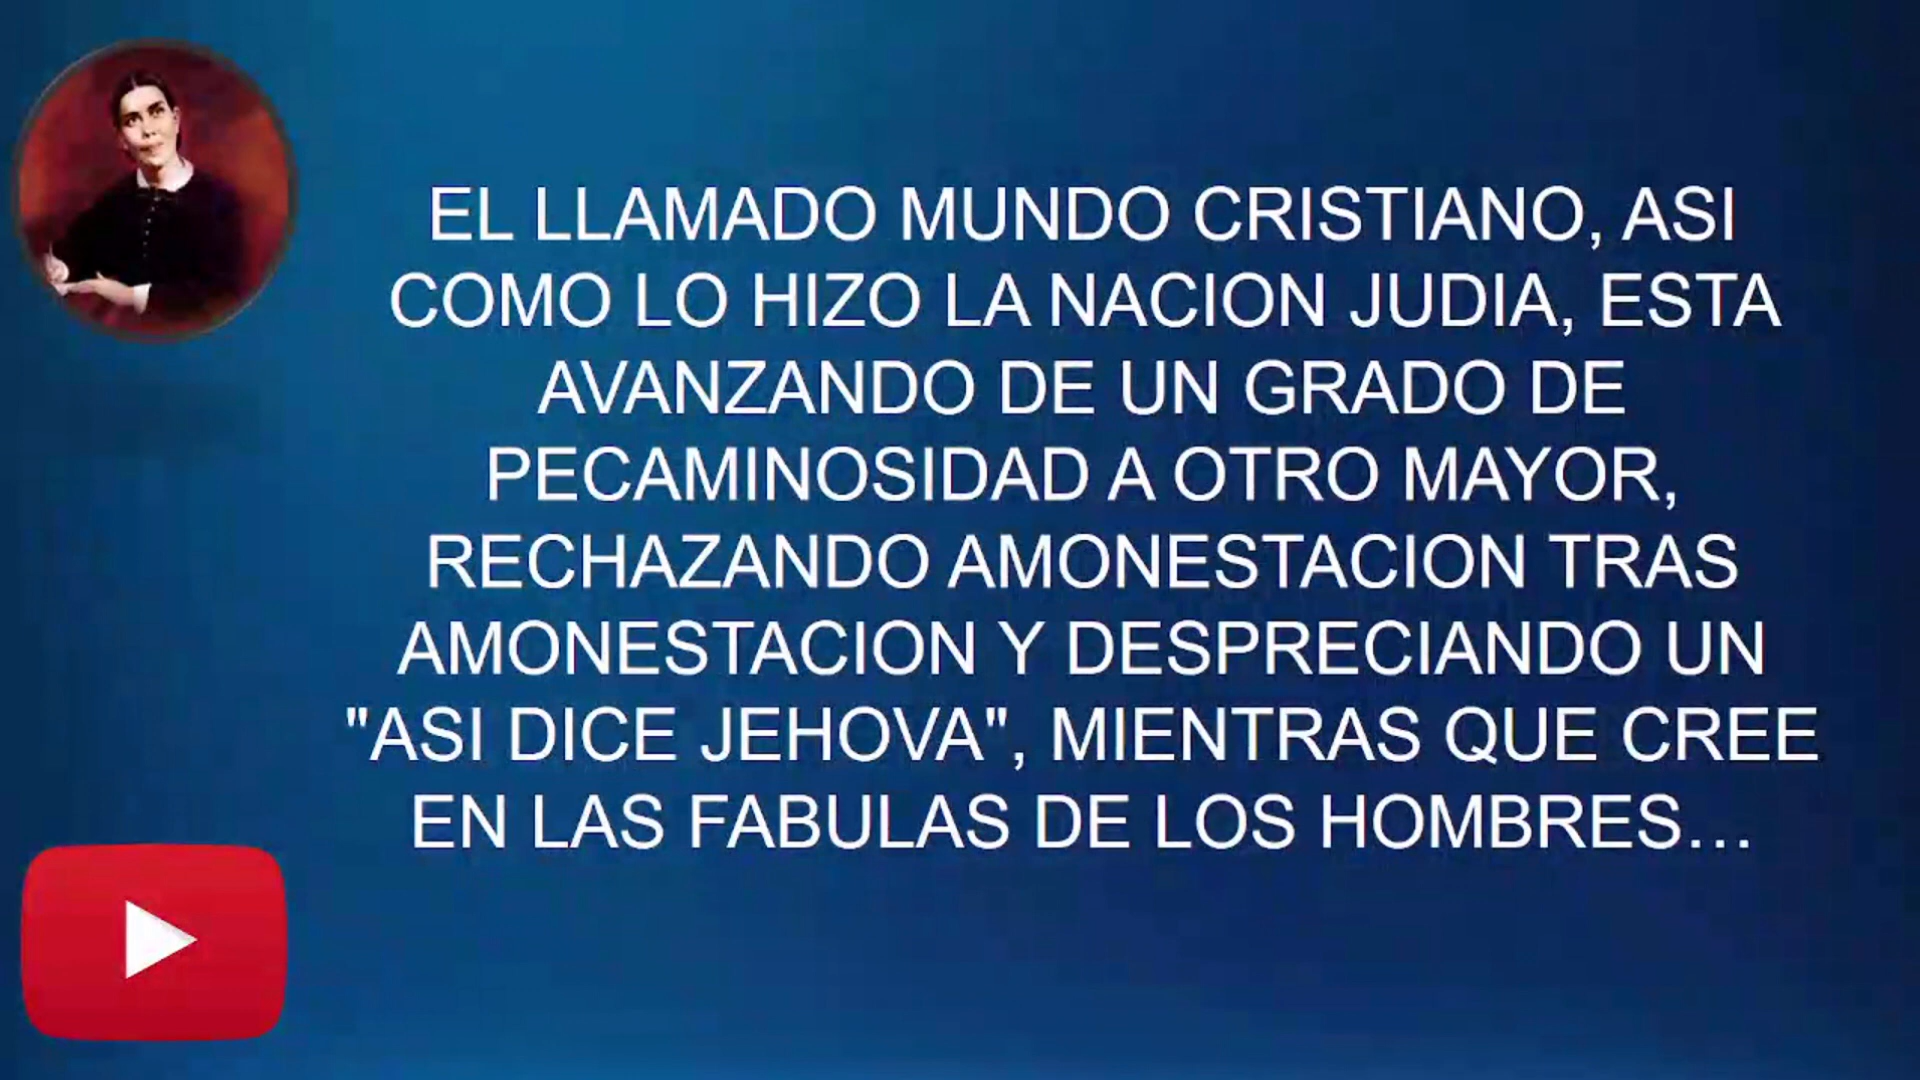 EL LLAMADO MUNDO CRISTIANO, ASI
COMO LO HIZO LA NACION JUDIA, ESTA
AVANZANDO DE UN GRADO DE
PECAMINOSIDAD A OTRO MAYOR,
RECHAZANDO AMONESTACION TRAS
AMONESTACION Y DESPRECIANDO UN
"ASI DICE JEHOVA", MIENTRAS QUE CREE
EN LAS FABULAS DE LOS HOMBRES…